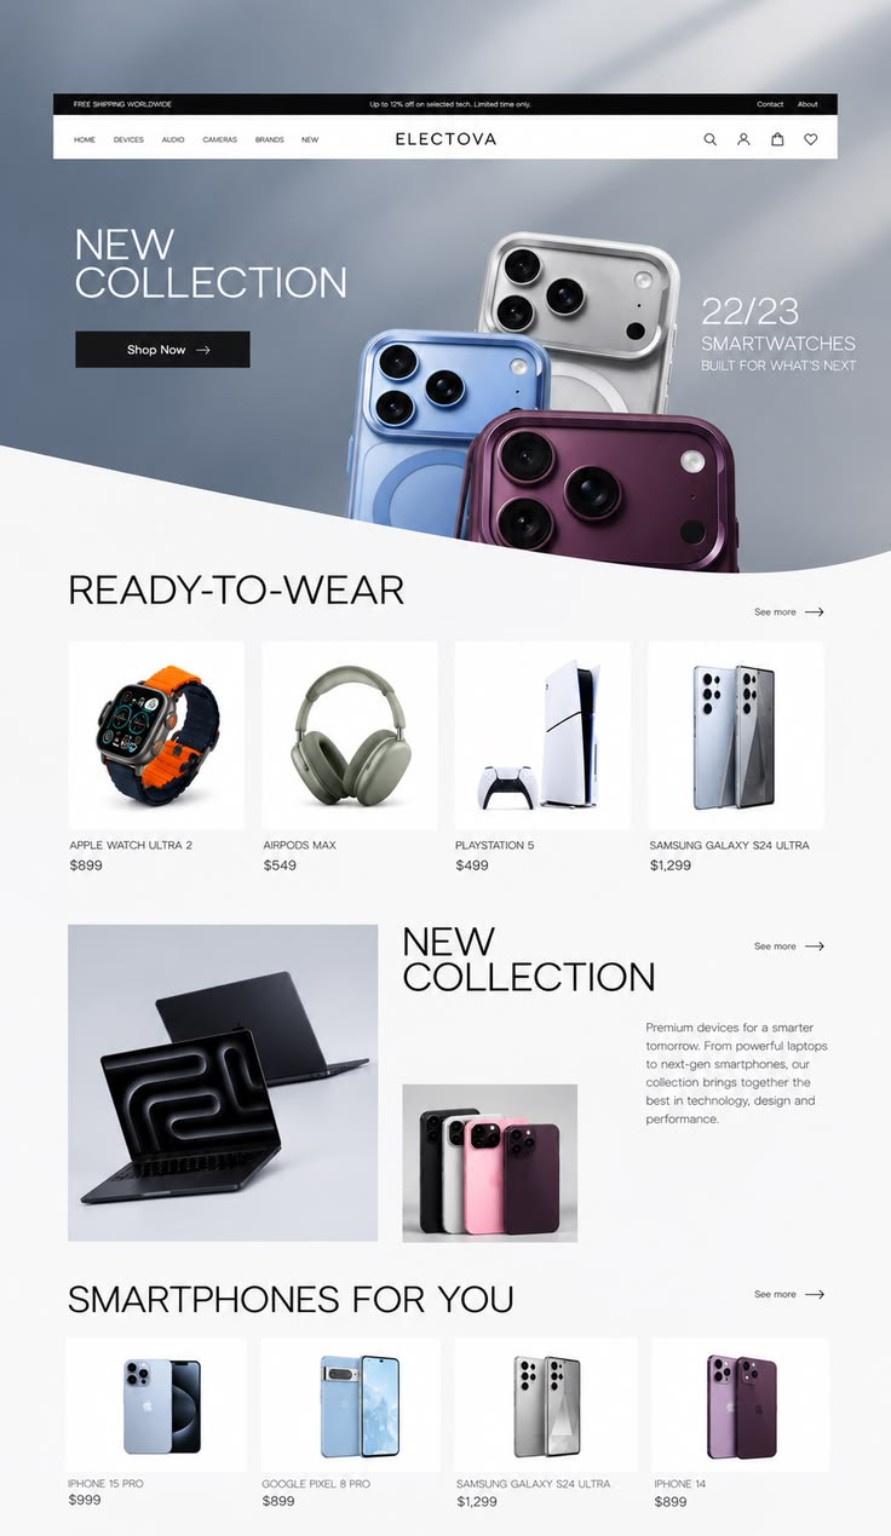 FREE SHIPPING WORLDWIDE
Up to 12% off on selected tech. Limited time only.
Contact About
HOME DEVICES AUDIO CAMERAS BRANDS NEW
ELECTOVA
NEW
COLLECTION
Shop Now
22/23
SMARTWATCHES
BUILT FOR WHAT'S NEXT
READY-TO-WEAR
See more
APPLE WATCH ULTRA 2
$899
AIRPODS MAX
$549
PLAYSTATION 5
$499
SAMSUNG GALAXY S24 ULTRA
$1,299
NEW
COLLECTION
See more
Premium devices for a smarter
tomorrow. From powerful laptops
to next-gen smartphones, our
collection brings together the
best in technology, design and
performance.
SMARTPHONES FOR YOU
See more
IPHONE 15 PRO
$999
GOOGLE PIXEL 8 PRO
$899
SAMSUNG GALAXY S24 ULTRA
$1,299
IPHONE 14
$899